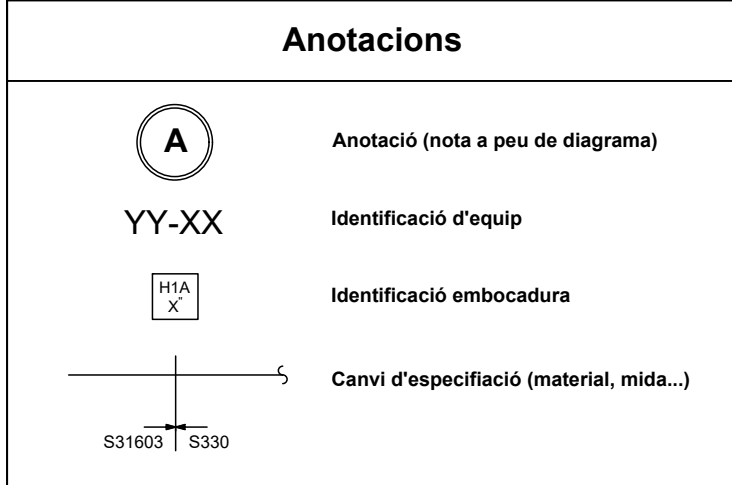 Anotacions
A
Anotació (nota a peu de diagrama)
YY-XX
Identificació d'equip
H1A
X"
Identificació embocadura
Canvi d'especifiació (material, mida...)
S31603 S330